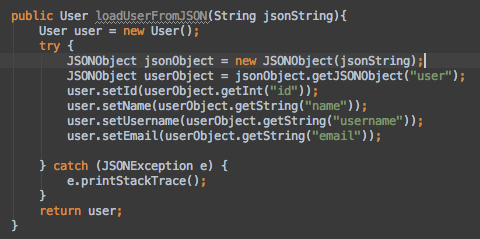 public User loadUserFromJSON(String jsonString){
    User user = new User();
    try {
        JSONObject jsonObject = new JSONObject(jsonString);
        JSONObject userObject = jsonObject.getJSONObject("user");
        user.setId(userObject.getInt("id"));
        user.setName(userObject.getString("name"));
        user.setUsername(userObject.getString("username"));
        user.setEmail(userObject.getString("email"));

    } catch (JSONException e) {
        e.printStackTrace();
    }
    return user;
}